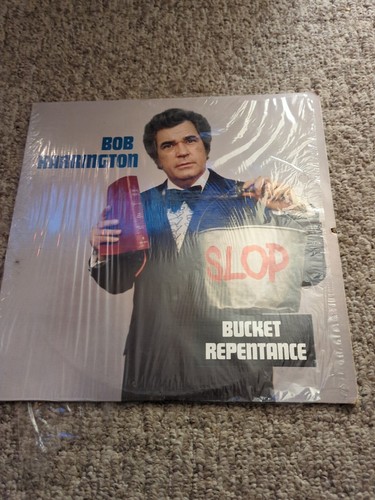 BOB
HARRINGTON
SLOP
BUCKET
REPENTANCE